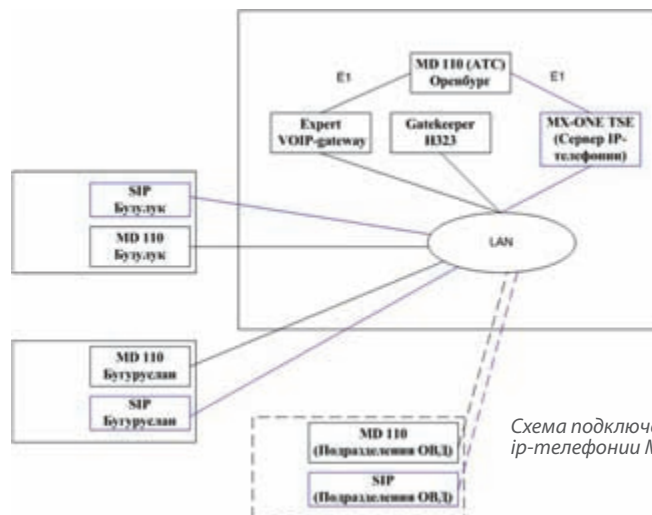 MD 110 (АТС)
Оренбург
E1
E1
Expert
VOIP-gateway
Gatekeeper
H323
MX-ONE TSE
(Сервер IP-
телефонии)
SIP
Бузулук
MD 110
Бузулук
LAN
MD 110
Бугуруслан
SIP
Бугуруслан
MD 110
(Подразделения ОВД)
SIP
(Подразделения ОВД)
Схема
ip-телефонии